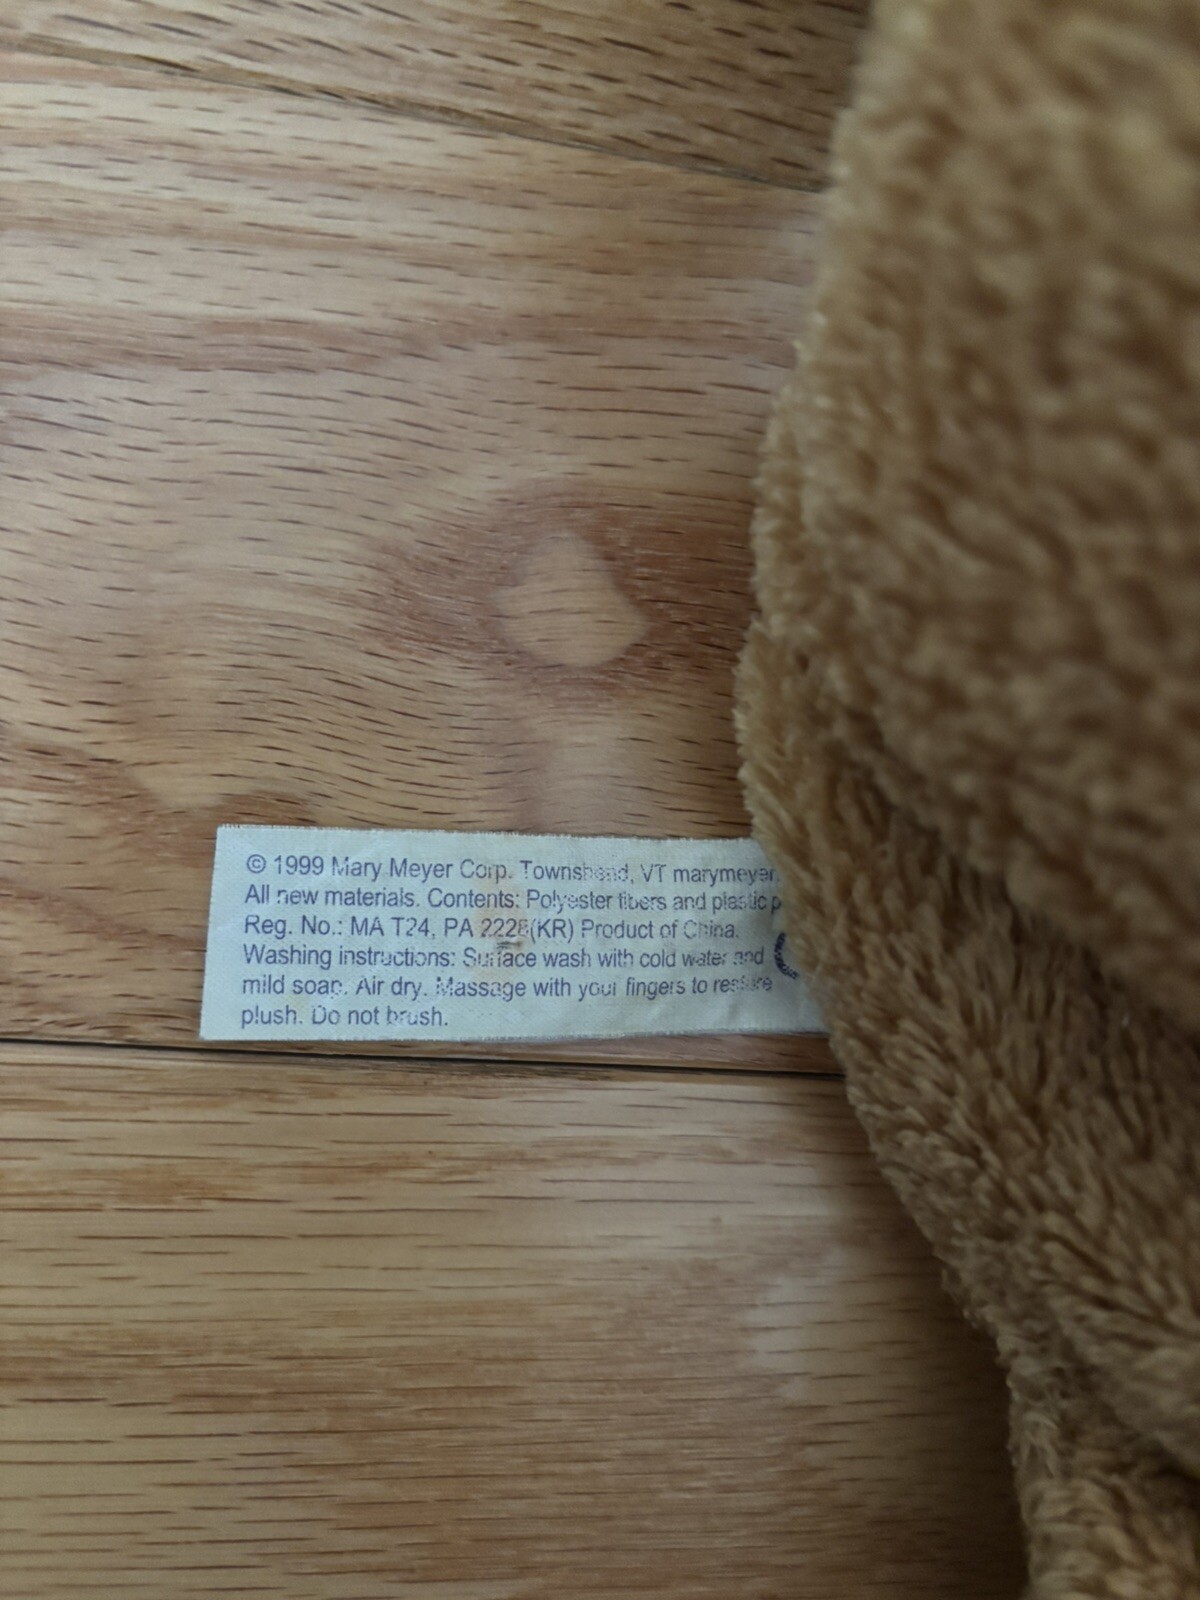 © 1999 Mary Meyer Corp. Townshend, VT marymeyer.
All new materials. Contents: Polyester fibers and plastic p
Reg. No.: MA T24, PA 2228(KR) Product of China.
Washing instructions: Surface wash with cold water and
mild soap. Air dry. Massage with your fingers to restore
plush. Do not brush.